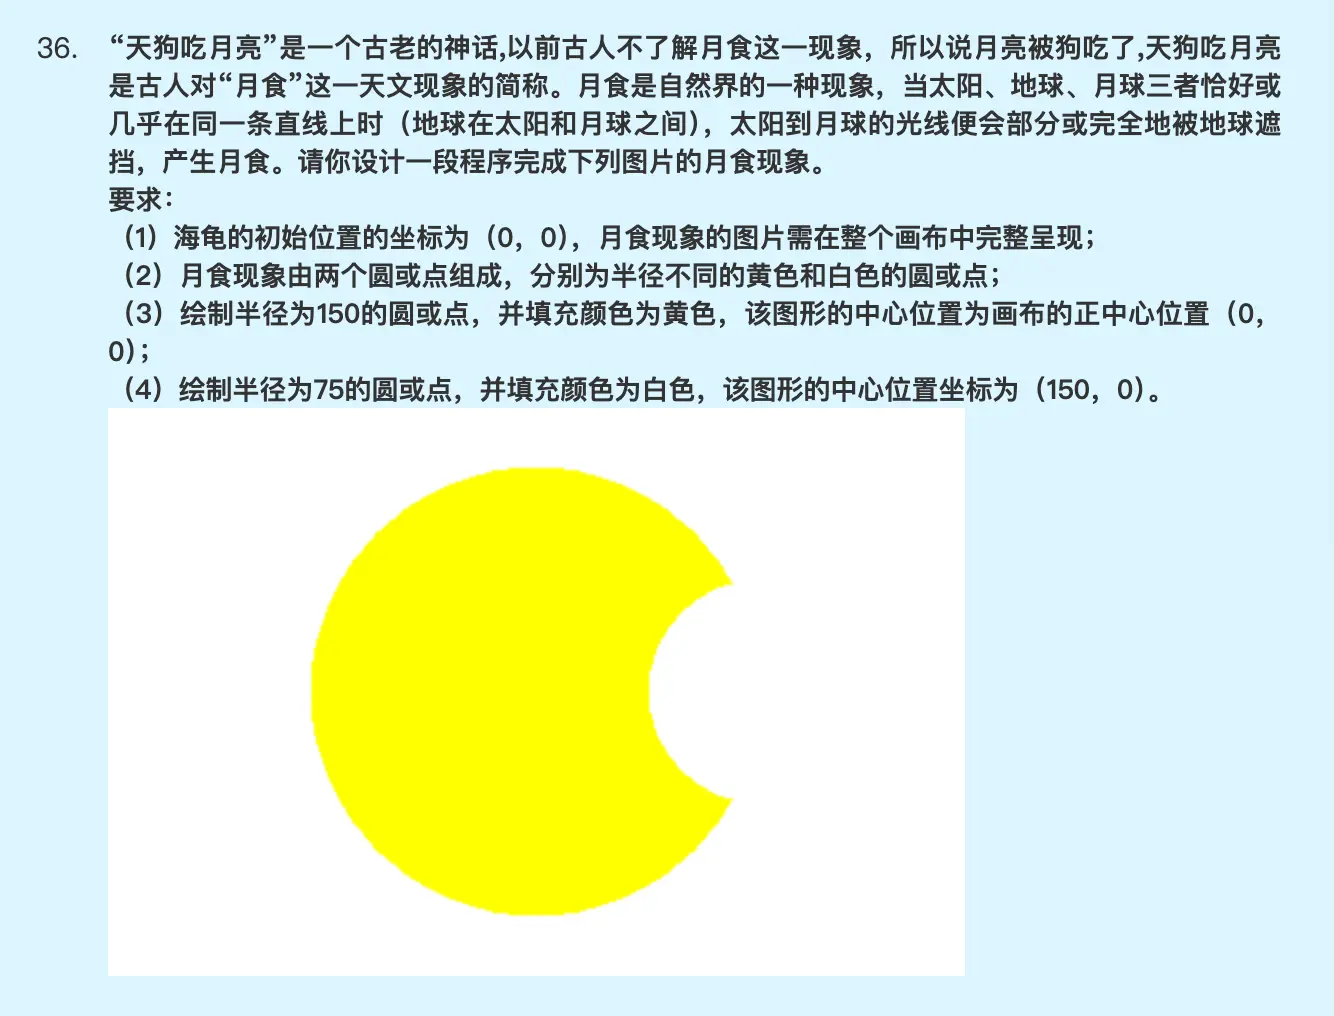 36. “天狗吃月亮”是一个古老的神话,以前古人不了解月食这一现象，所以说月亮被狗吃了,天狗吃月亮
是古人对“月食”这一天文现象的简称。月食是自然界的一种现象，当太阳、地球、月球三者恰好或
几乎在同一条直线上时（地球在太阳和月球之间），太阳到月球的光线便会部分或完全地被地球遮
挡，产生月食。请你设计一段程序完成下列图片的月食现象。
要求：
（1）海龟的初始位置的坐标为（0，0），月食现象的图片需在整个画布中完整呈现；
（2）月食现象由两个圆或点组成，分别为半径不同的黄色和白色的圆或点；
（3）绘制半径为150的圆或点，并填充颜色为黄色，该图形的中心位置为画布的正中心位置（0，
0）；
（4）绘制半径为75的圆或点，并填充颜色为白色，该图形的中心位置坐标为（150，0）。